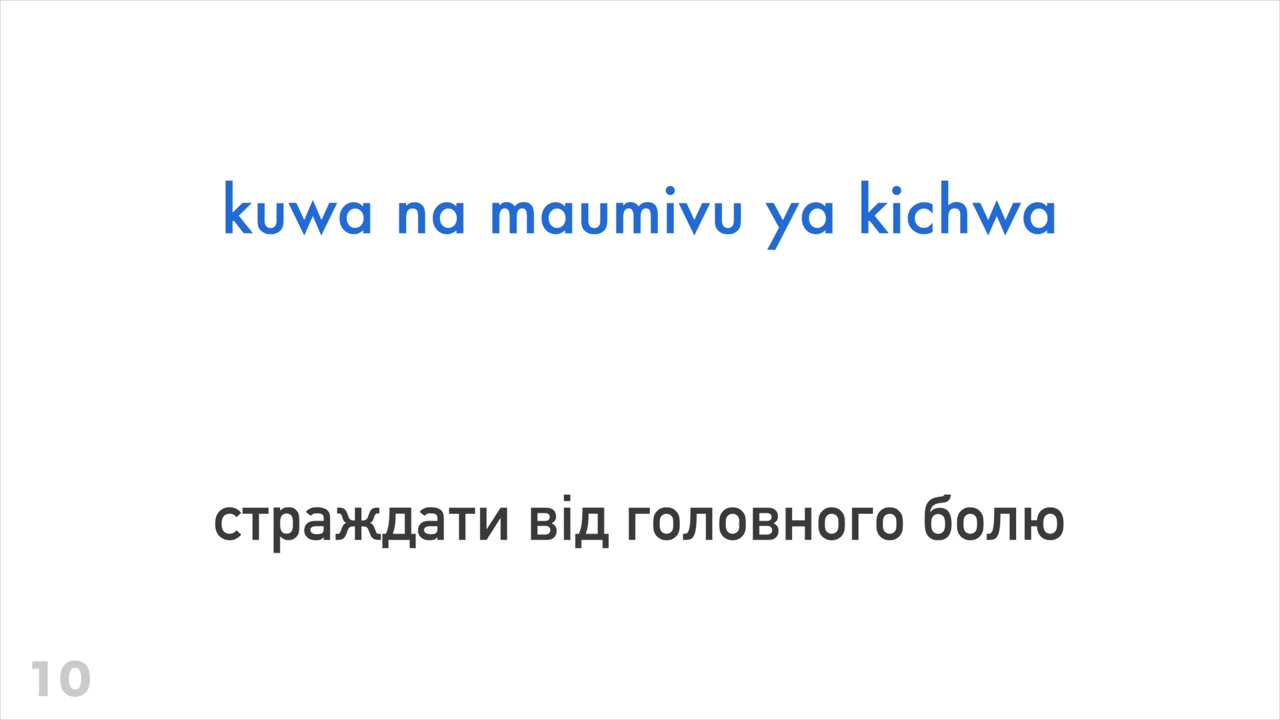 kuwa na maumivu ya kichwa
страждати від головного болю
10